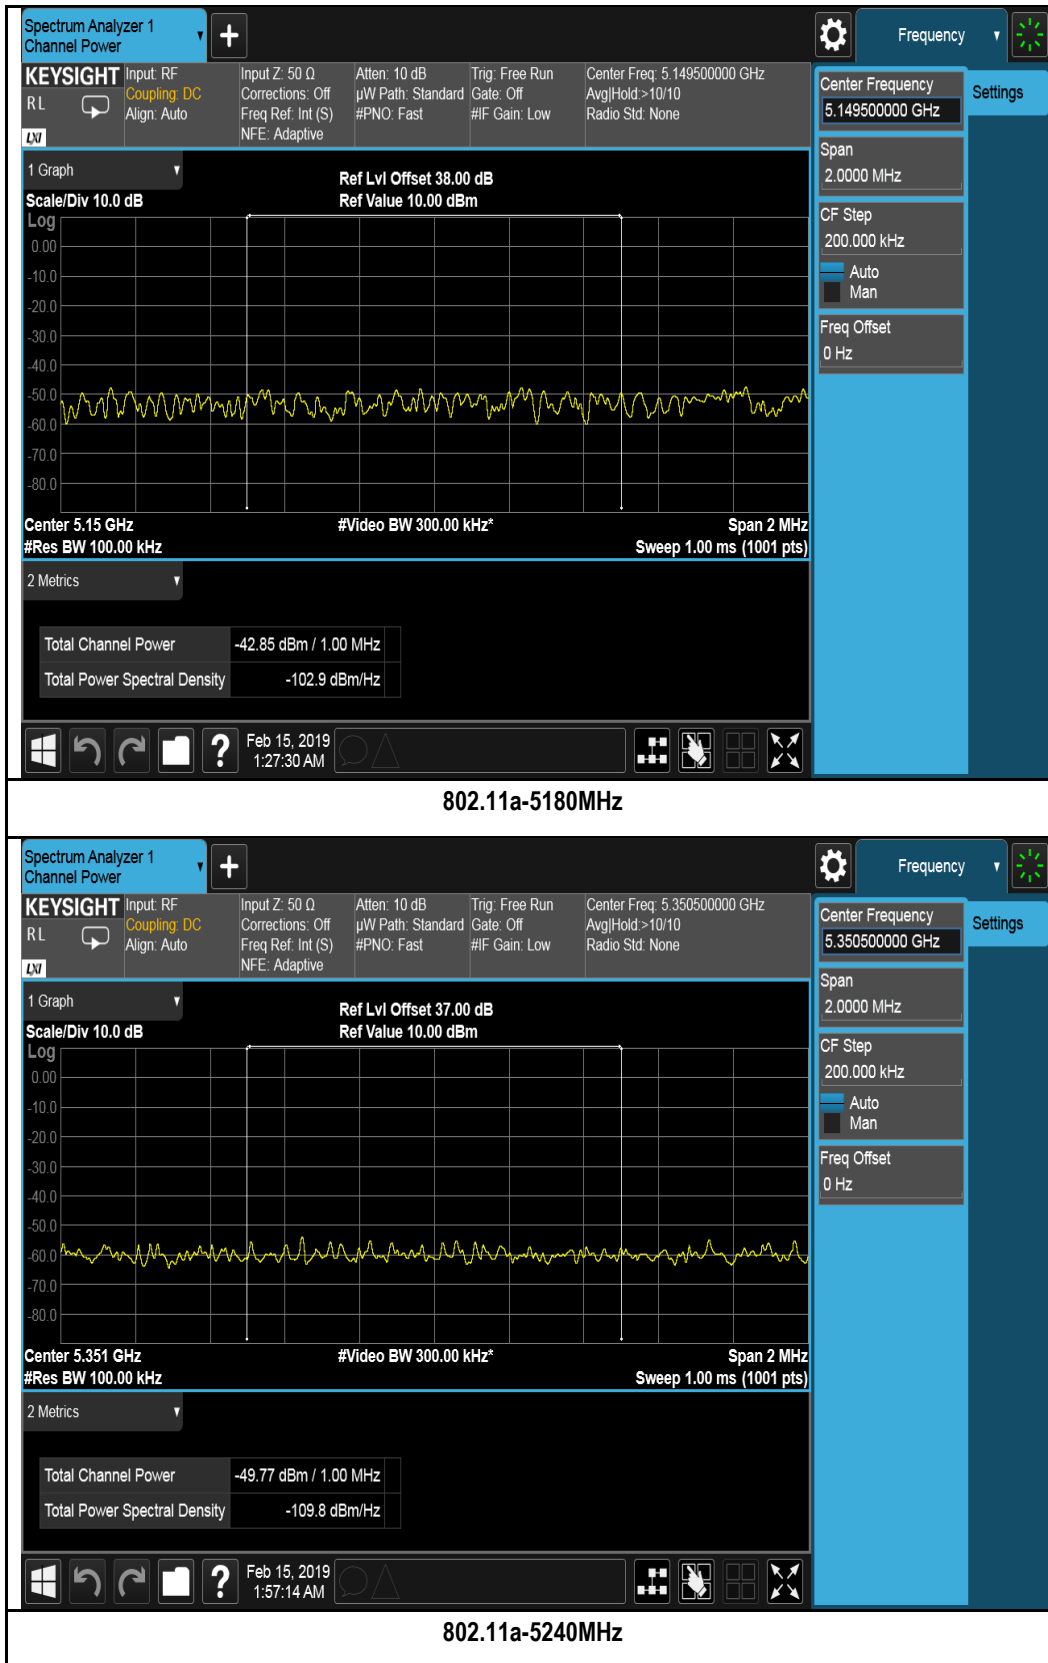 Spectrum Analyzer 1
Channel Power
Frequency
KEYSIGHT
RL
LXI
Input: RF
Coupling: DC
Align: Auto
Input Z: 50 Ω
Corrections: Off
Freq Ref: Int (S)
NFE: Adaptive
Atten: 10 dB
µW Path: Standard
#PNO: Fast
Trig: Free Run
Gate: Off
#IF Gain: Low
Center Freq: 5.149500000 GHz
Avg|Hold:>10/10
Radio Std: None
Center Frequency
5.149500000 GHz
Settings
Span
2.0000 MHz
CF Step
200.000 kHz
Auto
Man
Freq Offset
0 Hz
1 Graph
Scale/Div 10.0 dB
Ref Lvl Offset 38.00 dB
Ref Value 10.00 dBm
Log
0.00
-10.0
-20.0
-30.0
-40.0
-50.0
-60.0
-70.0
-80.0
Center 5.15 GHz
#Video BW 300.00 kHz*
Span 2 MHz
#Res BW 100.00 kHz
Sweep 1.00 ms (1001 pts)
2 Metrics
Total Channel Power -42.85 dBm / 1.00 MHz
Total Power Spectral Density -102.9 dBm/Hz
?
Feb 15, 2019
1:27:30 AM
802.11a-5180MHz
Spectrum Analyzer 1
Channel Power
Frequency
KEYSIGHT
RL
LXI
Input: RF
Coupling: DC
Align: Auto
Input Z: 50 Ω
Corrections: Off
Freq Ref: Int (S)
NFE: Adaptive
Atten: 10 dB
µW Path: Standard
#PNO: Fast
Trig: Free Run
Gate: Off
#IF Gain: Low
Center Freq: 5.350500000 GHz
Avg|Hold:>10/10
Radio Std: None
Center Frequency
5.350500000 GHz
Settings
Span
2.0000 MHz
CF Step
200.000 kHz
Auto
Man
Freq Offset
0 Hz
1 Graph
Scale/Div 10.0 dB
Ref Lvl Offset 37.00 dB
Ref Value 10.00 dBm
Log
0.00
-10.0
-20.0
-30.0
-40.0
-50.0
-60.0
-70.0
-80.0
Center 5.351 GHz
#Video BW 300.00 kHz*
Span 2 MHz
#Res BW 100.00 kHz
Sweep 1.00 ms (1001 pts)
2 Metrics
Total Channel Power -49.77 dBm / 1.00 MHz
Total Power Spectral Density -109.8 dBm/Hz
?
Feb 15, 2019
1:57:14 AM
802.11a-5240MHz